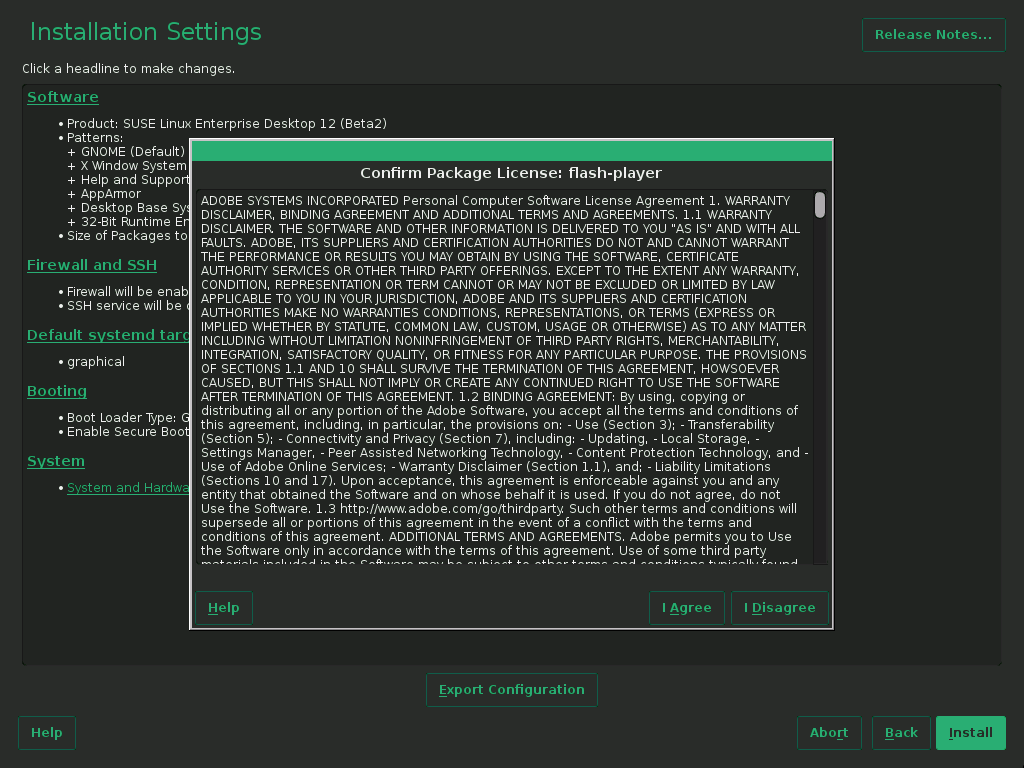 Installation Settings
Release Notes...
Click a headline to make changes.
Software
• Product: SUSE Linux Enterprise Desktop 12 (Beta2)
• Patterns:
+ GNOME (Default)
+ X Window System
+ Help and Support
+ AppArmor
+ Desktop Base Sys
+ 32-Bit Runtime En
• Size of Packages to
Firewall and SSH
• Firewall will be enab
• SSH service will be
Default systemd targ
• graphical
Booting
• Boot Loader Type: G
• Enable Secure Boot
System
• System and Hardwa
Confirm Package License: flash-player
ADOBE SYSTEMS INCORPORATED Personal Computer Software License Agreement 1. WARRANTY
DISCLAIMER, BINDING AGREEMENT AND ADDITIONAL TERMS AND AGREEMENTS. 1.1 WARRANTY
DISCLAIMER. THE SOFTWARE AND OTHER INFORMATION IS DELIVERED TO YOU "AS IS" AND WITH ALL
FAULTS. ADOBE, ITS SUPPLIERS AND CERTIFICATION AUTHORITIES DO NOT AND CANNOT WARRANT
THE PERFORMANCE OR RESULTS YOU MAY OBTAIN BY USING THE SOFTWARE, CERTIFICATE
AUTHORITY SERVICES OR OTHER THIRD PARTY OFFERINGS. EXCEPT TO THE EXTENT ANY WARRANTY,
CONDITION, REPRESENTATION OR TERM CANNOT OR MAY NOT BE EXCLUDED OR LIMITED BY LAW
APPLICABLE TO YOU IN YOUR JURISDICTION, ADOBE AND ITS SUPPLIERS AND CERTIFICATION
AUTHORITIES MAKE NO WARRANTIES CONDITIONS, REPRESENTATIONS, OR TERMS (EXPRESS OR
IMPLIED WHETHER BY STATUTE, COMMON LAW, CUSTOM, USAGE OR OTHERWISE) AS TO ANY MATTER
INCLUDING WITHOUT LIMITATION NONINFRINGEMENT OF THIRD PARTY RIGHTS, MERCHANTABILITY,
INTEGRATION, SATISFACTORY QUALITY, OR FITNESS FOR ANY PARTICULAR PURPOSE. THE PROVISIONS
OF SECTIONS 1.1 AND 10 SHALL SURVIVE THE TERMINATION OF THIS AGREEMENT, HOWSOEVER
CAUSED, BUT THIS SHALL NOT IMPLY OR CREATE ANY CONTINUED RIGHT TO USE THE SOFTWARE
AFTER TERMINATION OF THIS AGREEMENT. 1.2 BINDING AGREEMENT: By using, copying or
distributing all or any portion of the Adobe Software, you accept all the terms and conditions of
this agreement, including, in particular, the provisions on: - Use (Section 3); - Transferability
(Section 5); - Connectivity and Privacy (Section 7), including: - Updating, - Local Storage, -
Settings Manager, - Peer Assisted Networking Technology, - Content Protection Technology, and -
Use of Adobe Online Services; - Warranty Disclaimer (Section 1.1), and; - Liability Limitations
(Sections 10 and 17). Upon acceptance, this agreement is enforceable against you and any
entity that obtained the Software and on whose behalf it is used. If you do not agree, do not
Use the Software. 1.3 http://www.adobe.com/go/thirdparty. Such other terms and conditions will
supersede all or portions of this agreement in the event of a conflict with the terms and
conditions of this agreement. ADDITIONAL TERMS AND AGREEMENTS. Adobe permits you to Use
the Software only in accordance with the terms of this agreement. Use of some third party
materials included in the Software may be subject to other terms and conditions typically found
Help
I Agree
I Disagree
Export Configuration
Help
Abort
Back
Install